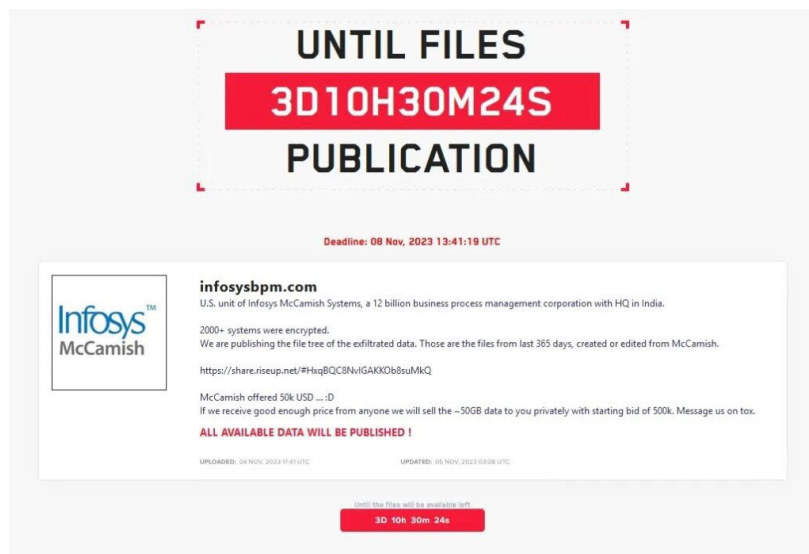 UNTIL FILES
3D10H30M24S
PUBLICATION
Deadline: 08 Nov, 2023 13:41:19 UTC
Infosys™
McCamish
infosysbpm.com
U.S. unit of Infosys McCamish Systems, a 12 billion business process management corporation with HQ in India.
2000+ systems were encrypted.
We are publishing the file tree of the exfiltrated data. Those are the files from last 365 days, created or edited from McCamish.
https://share.riseup.net/#HxqBQC8NvIGAKKOb8suMkQ
McCamish offered 50k USD ... :D
If we receive good enough price from anyone we will sell the ~50GB data to you privately with starting bid of 500k. Message us on tox.
ALL AVAILABLE DATA WILL BE PUBLISHED !
UPLOADED: 04 NOV, 2023 17:41 UTC UPDATED: 05 NOV, 2023 03:08 UTC
Until the files will be available left
3D 10h 30m 24s